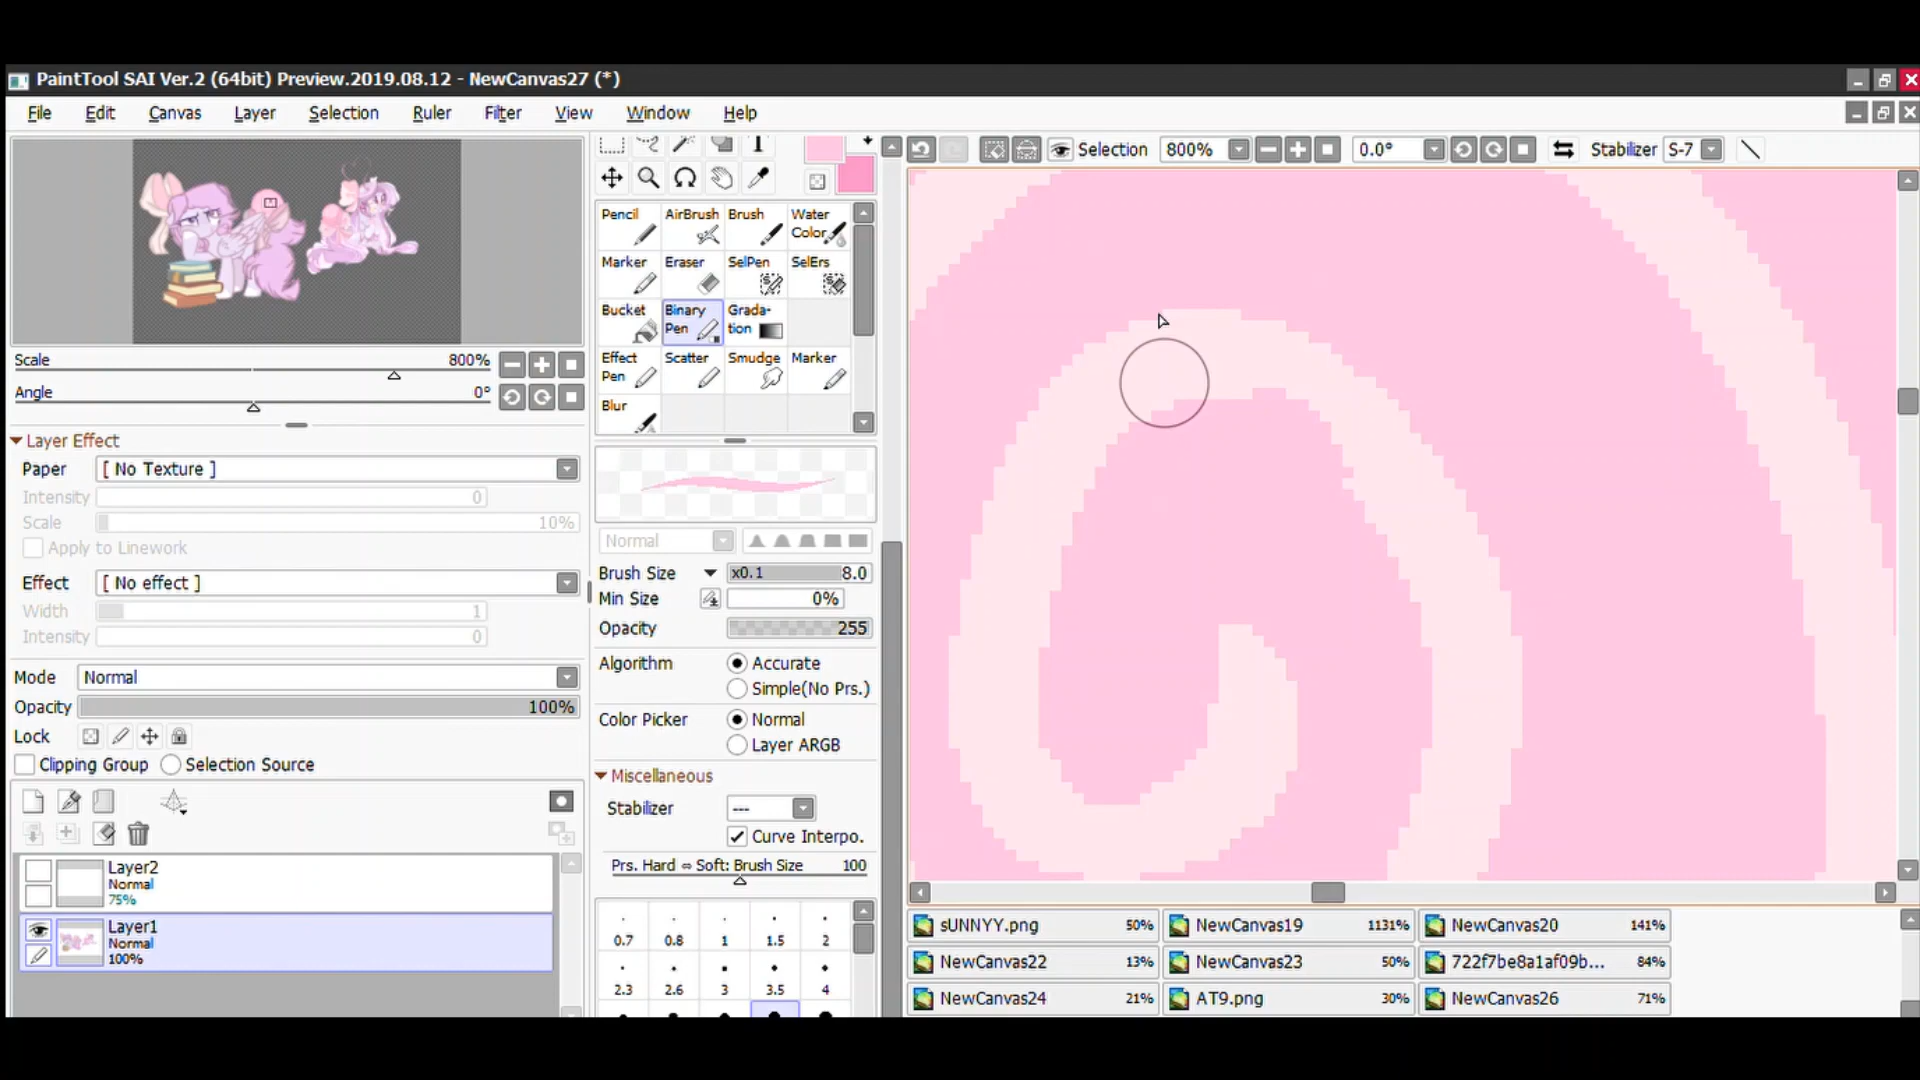 PaintTool SAI Ver.2 (64bit) Preview.2019.08.12 - NewCanvas27 (*)
File Edit Canvas Layer Selection Ruler Filter View Window Help
Selection 800% 0.0° Stabilizer S-7
Scale 800%
Angle 0°
Layer Effect
Paper [ No Texture ]
Intensity 0
Scale 10%
Apply to Linework
Effect [ No effect ]
Width 1
Intensity 0
Mode Normal
Opacity 100%
Lock
Clipping Group Selection Source
Layer2
Normal
75%
Layer1
Normal
100%
T
Pencil AirBrush Brush Water Color
Marker Eraser SelPen SelErs
Bucket Binary Pen Grada-
tion
Effect Pen Scatter Smudge Marker
Blur
Normal
Brush Size x0.1 8.0
Min Size 0%
Opacity 255
Algorithm Accurate
Simple(No Prs.)
Color Picker Normal
Layer ARGB
Miscellaneous
Stabilizer ---
Curve Interpo.
Prs. Hard ⇔ Soft: Brush Size 100
0.7 0.8 1 1.5 2
2.3 2.6 3 3.5 4
sUNNYY.png 50% NewCanvas19 1131% NewCanvas20 141%
NewCanvas22 13% NewCanvas23 50% 722f7be8a1af09b... 84%
NewCanvas24 21% AT9.png 30% NewCanvas26 71%